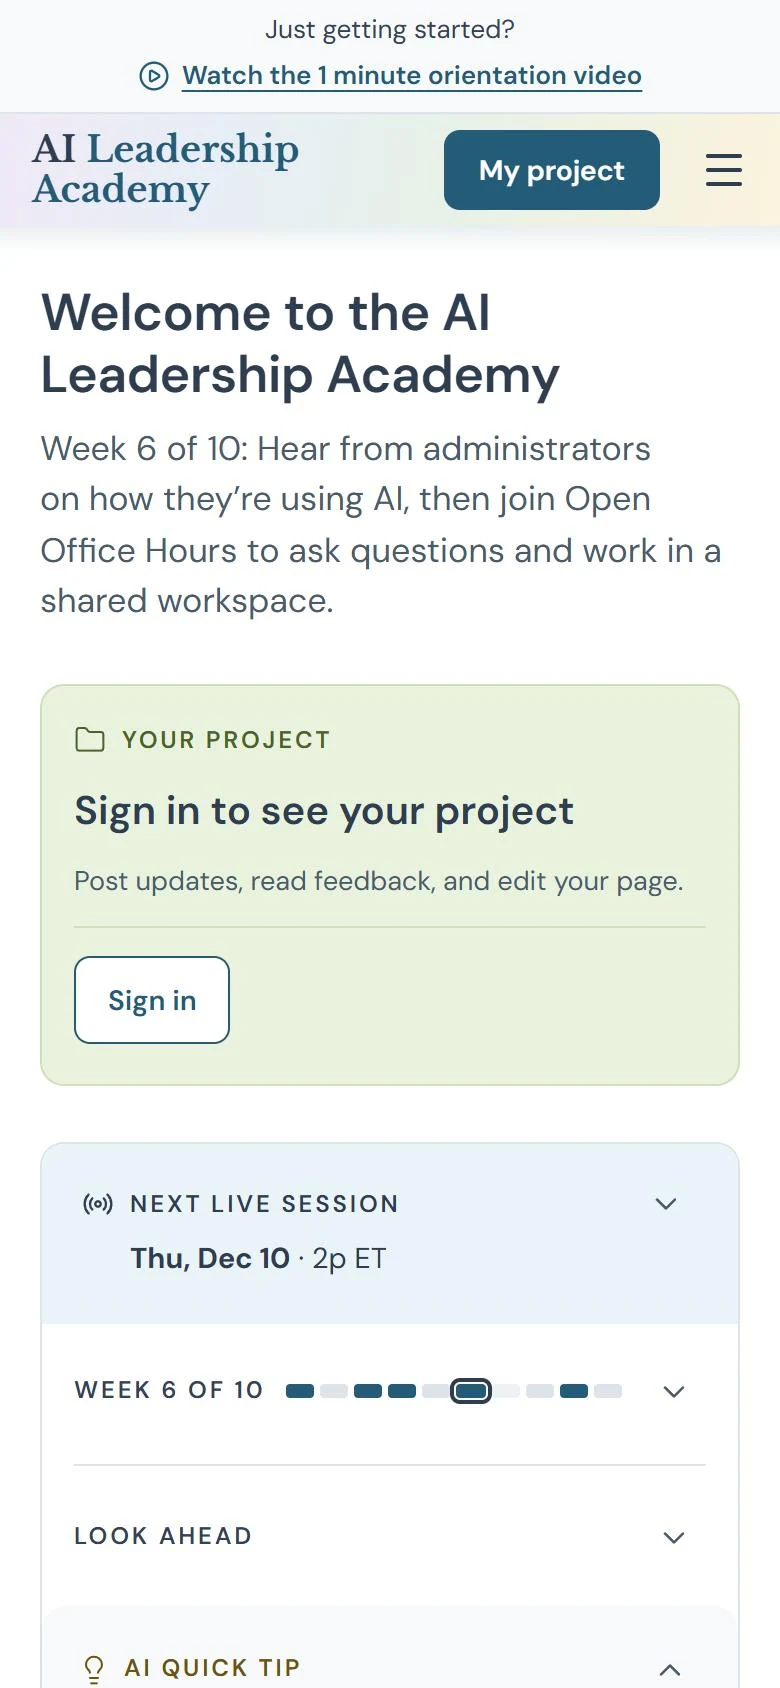 Just getting started?
Watch the 1 minute orientation video
AI Leadership
Academy
My project
Welcome to the AI
Leadership Academy
Week 6 of 10: Hear from administrators
on how they’re using AI, then join Open
Office Hours to ask questions and work in a
shared workspace.
YOUR PROJECT
Sign in to see your project
Post updates, read feedback, and edit your page.
Sign in
NEXT LIVE SESSION
Thu, Dec 10 · 2p ET
WEEK 6 OF 10
LOOK AHEAD
AI QUICK TIP